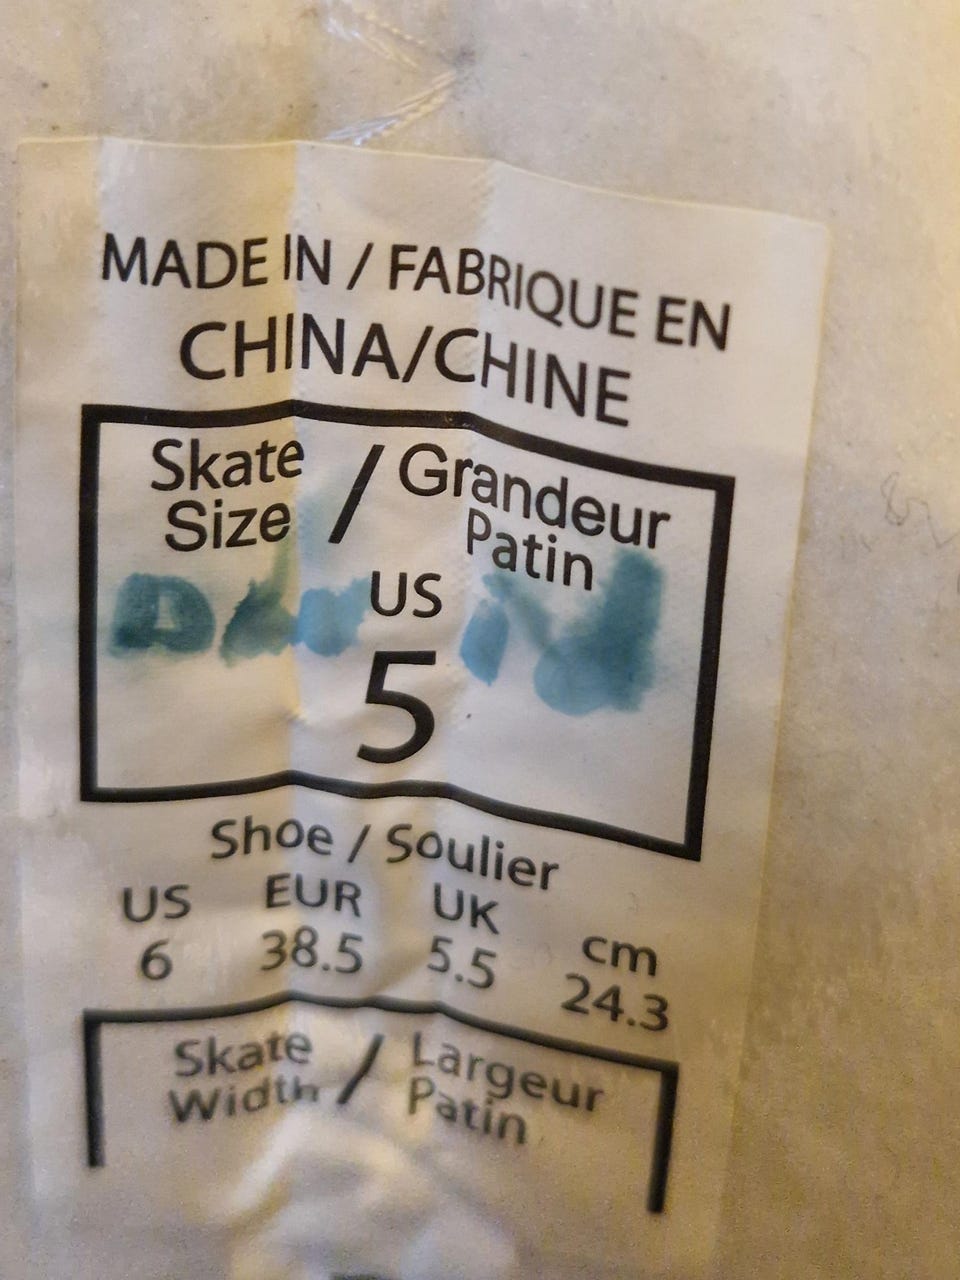 MADE IN / FABRIQUE EN
CHINA/CHINE
Skate Size / Grandeur Patin
US
5
Shoe / Soulier
US EUR UK cm
6 38.5 5.5 24.3
Skate Width / Largeur Patin